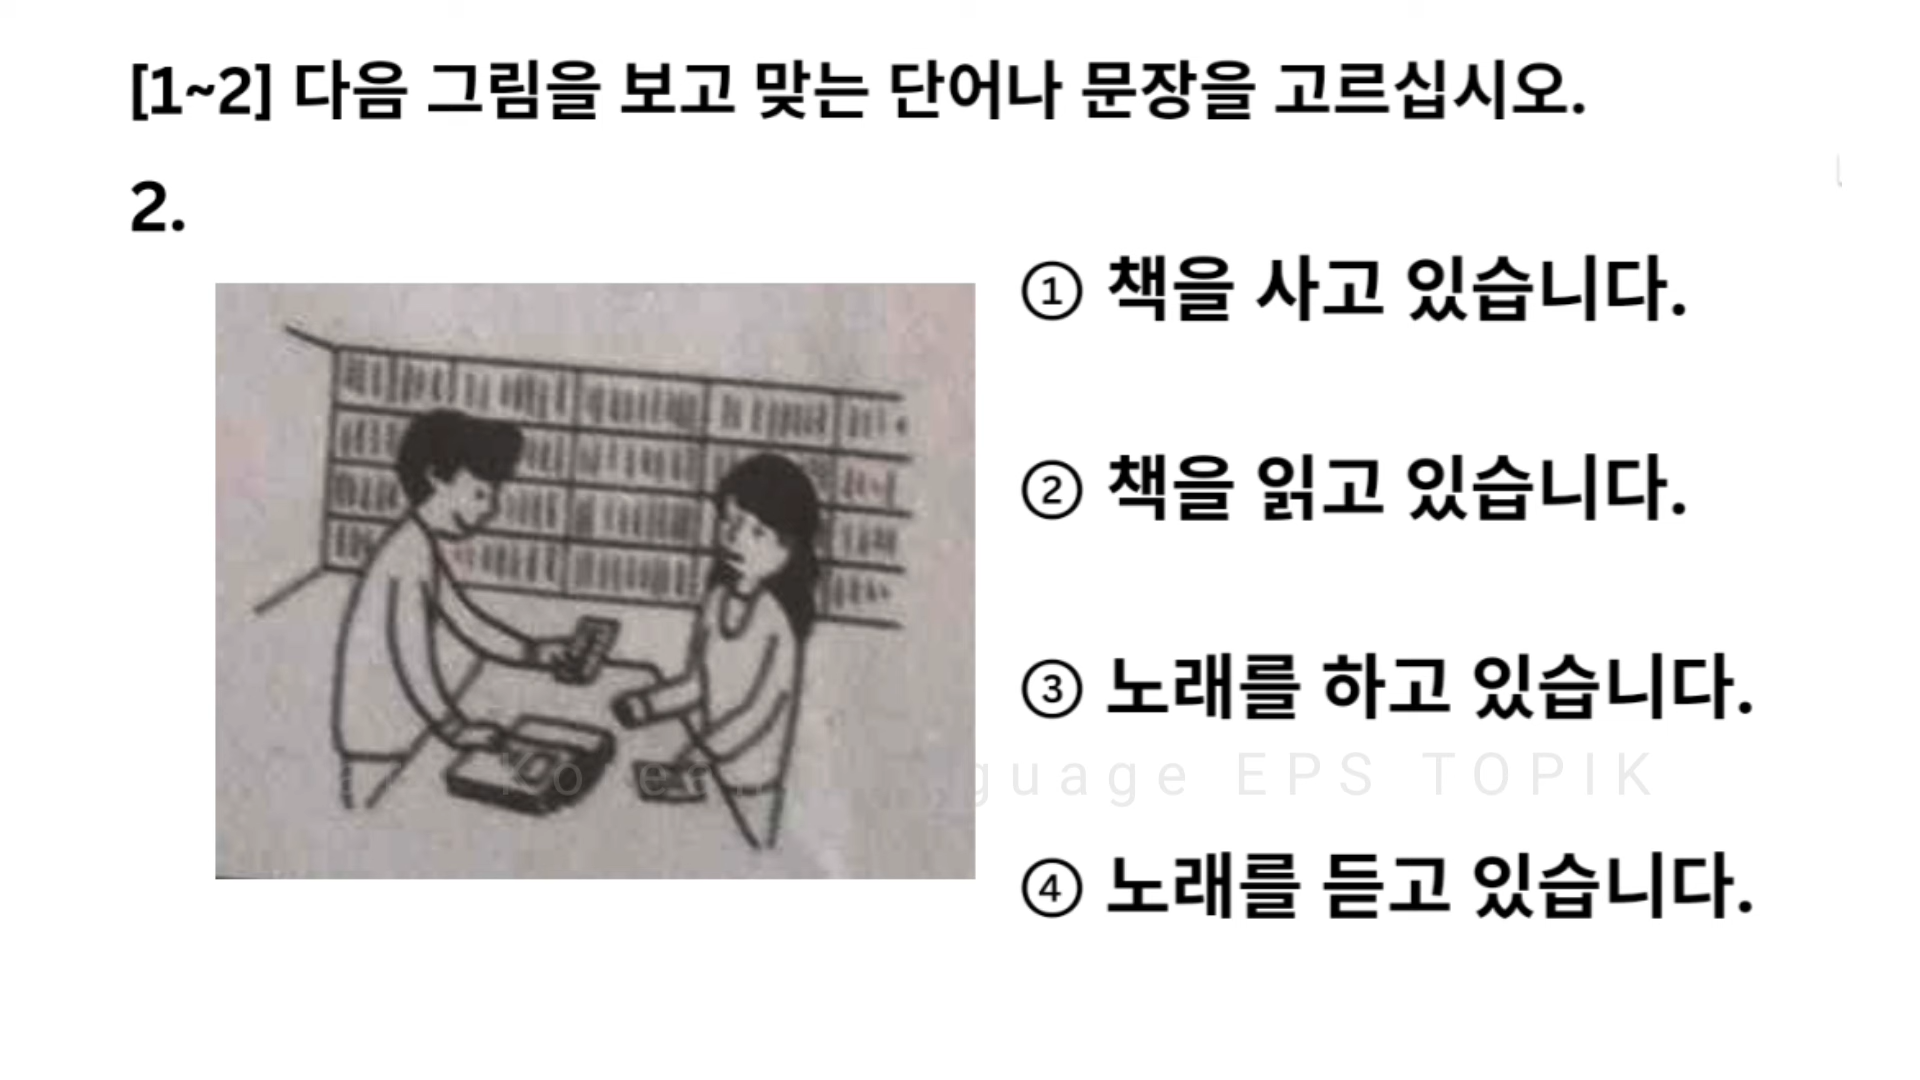 [1~2] 다음 그림을 보고 맞는 단어나 문장을 고르십시오.
2.
① 책을 사고 있습니다.
② 책을 읽고 있습니다.
③ 노래를 하고 있습니다.
④ 노래를 듣고 있습니다.
EPS TOPIK